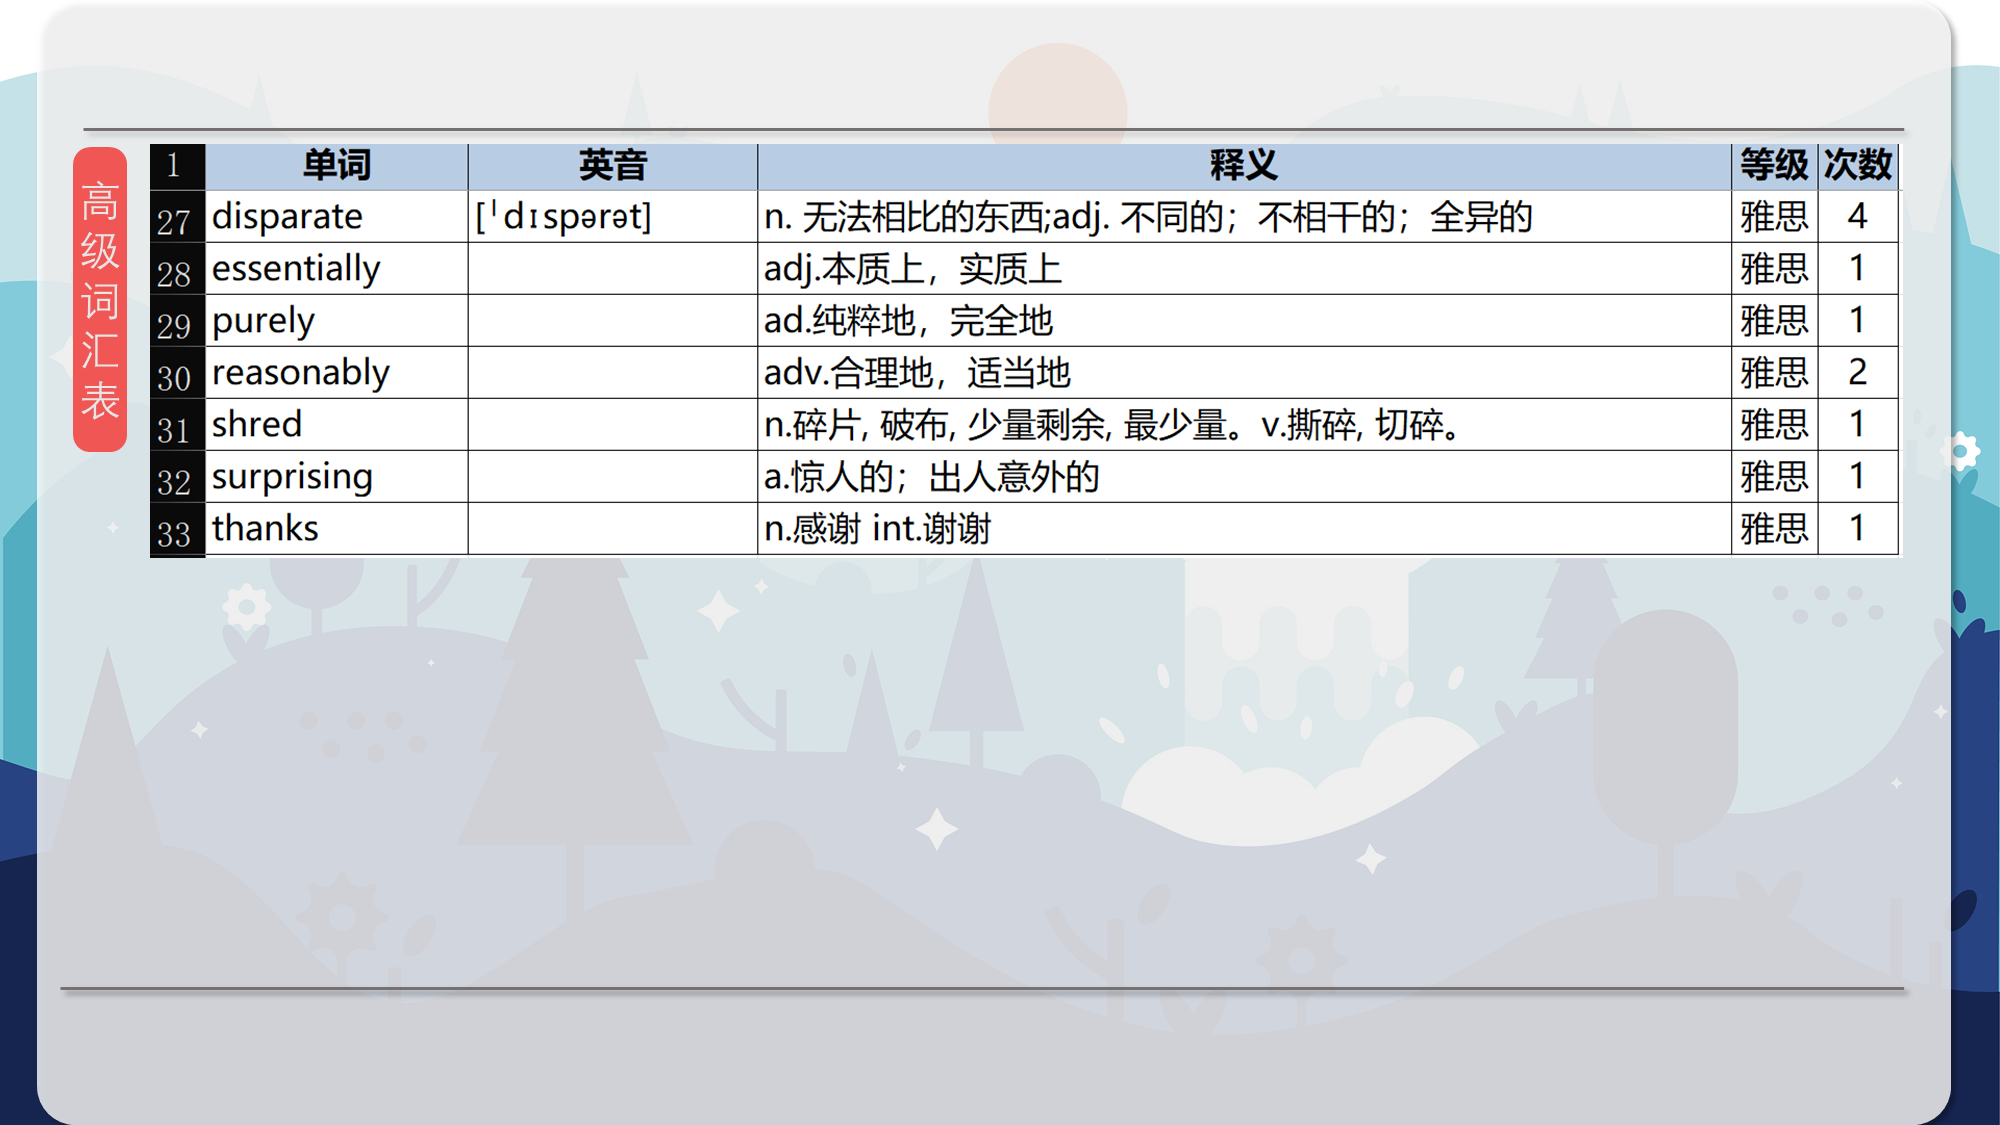 高级词汇表
1 单词 英音 释义 等级 次数
27 disparate [ˈdɪspərət] n. 无法相比的东西;adj. 不同的；不相干的；全异的 雅思 4
28 essentially adj.本质上，实质上 雅思 1
29 purely ad.纯粹地，完全地 雅思 1
30 reasonably adv.合理地，适当地 雅思 2
31 shred n.碎片, 破布, 少量剩余, 最少量。v.撕碎, 切碎。 雅思 1
32 surprising a.惊人的；出人意外的 雅思 1
33 thanks n.感谢 int.谢谢 雅思 1